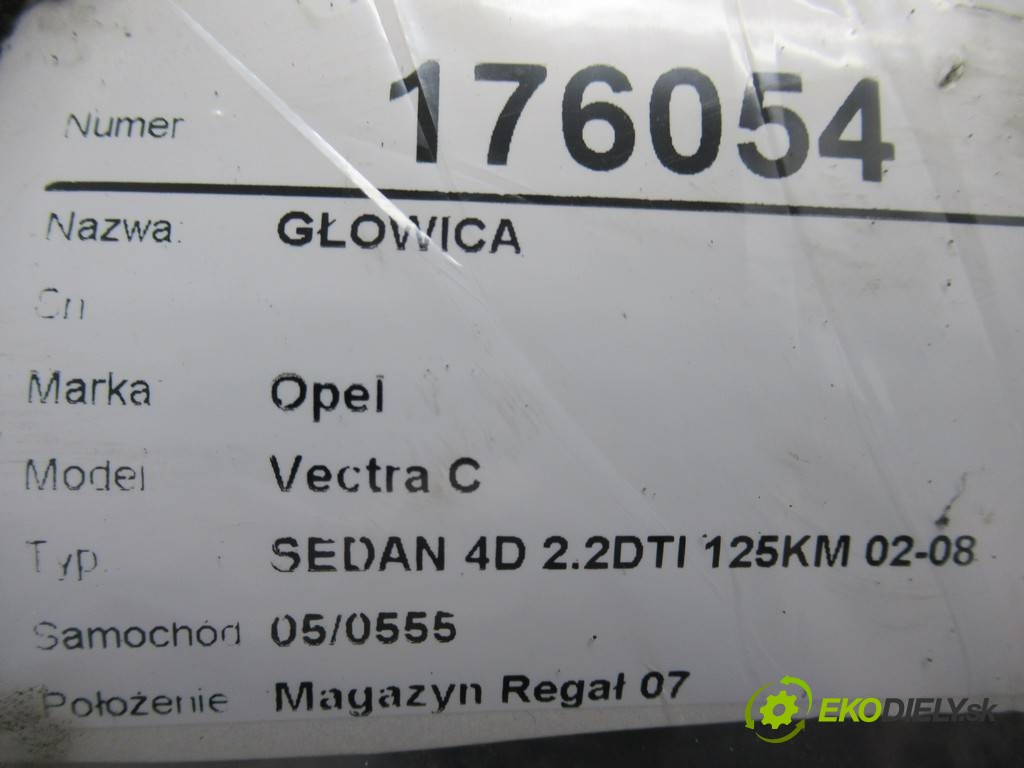 Numer 176054
Nazwa: GŁOWICA
Cn
Marka Opel
Model Vectra C
Typ SEDAN 4D 2.2DTI 125KM 02-08
Samochód 05/0555
Położenie Magazyn Regał 07
EKODIELY.sk